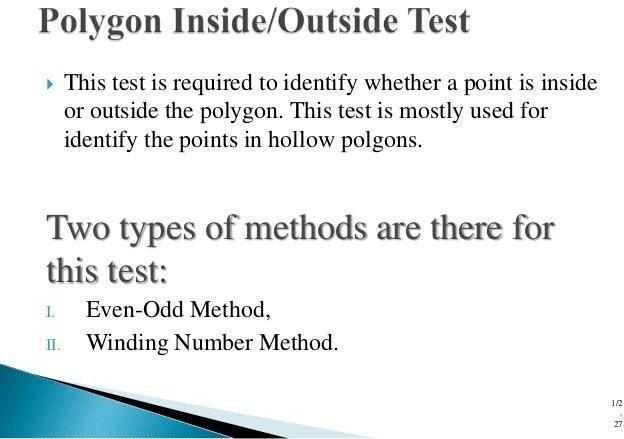 Polygon Inside/Outside Test
This test is required to identify whether a point is inside
or outside the polygon. This test is mostly used for
identify the points in hollow polgons.
Two types of methods are there for
this test:
I. Even-Odd Method,
II. Winding Number Method.
1/2
,
27